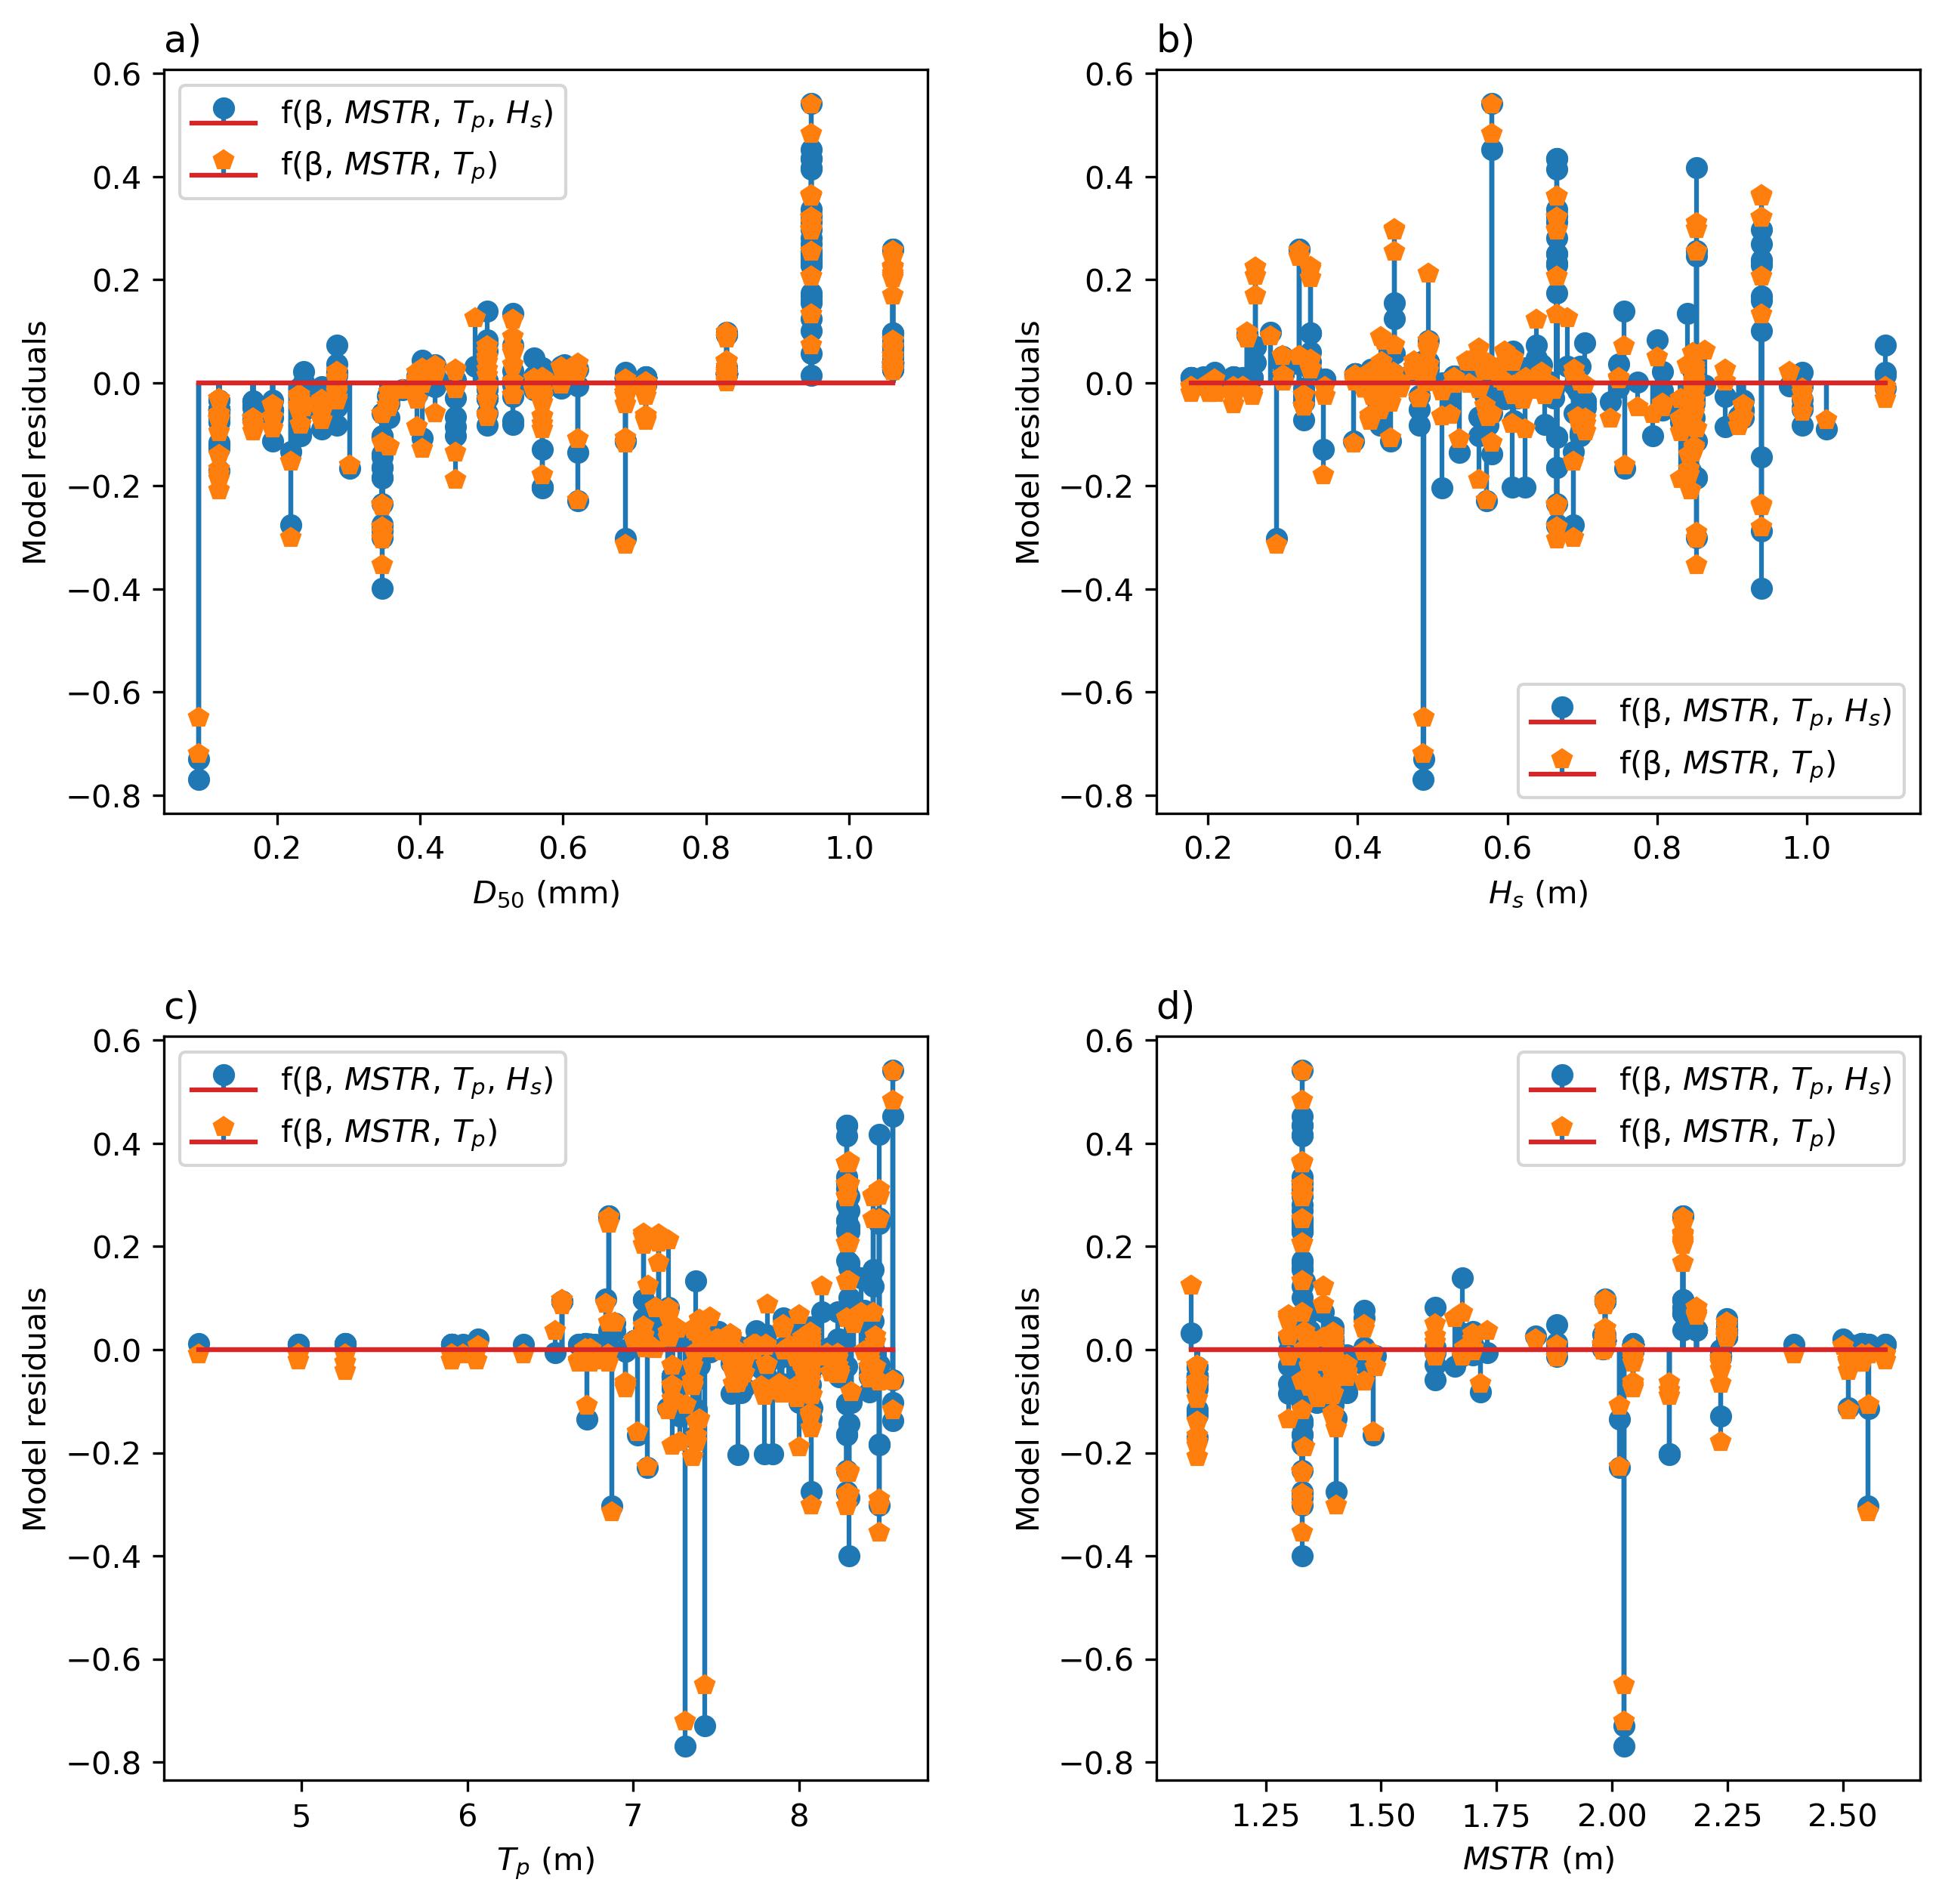 a)
0.6
0.4
0.2
0.0
−0.2
−0.4
−0.6
−0.8
Model residuals
f(β, MSTR, Tp, Hs)
f(β, MSTR, Tp)
0.2 0.4 0.6 0.8 1.0
D50 (mm)
b)
0.6
0.4
0.2
0.0
−0.2
−0.4
−0.6
−0.8
Model residuals
f(β, MSTR, Tp, Hs)
f(β, MSTR, Tp)
0.2 0.4 0.6 0.8 1.0
Hs (m)
c)
0.6
0.4
0.2
0.0
−0.2
−0.4
−0.6
−0.8
Model residuals
f(β, MSTR, Tp, Hs)
f(β, MSTR, Tp)
5 6 7 8
Tp (m)
d)
0.6
0.4
0.2
0.0
−0.2
−0.4
−0.6
−0.8
Model residuals
f(β, MSTR, Tp, Hs)
f(β, MSTR, Tp)
1.25 1.50 1.75 2.00 2.25 2.50
MSTR (m)